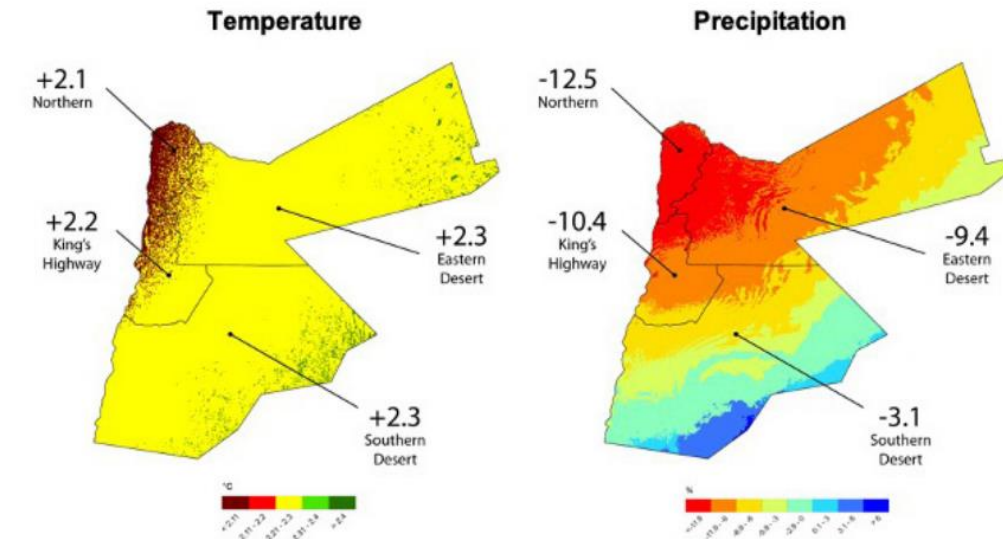 Temperature
Precipitation
+2.1
Northern
+2.2
King's
Highway
+2.3
Eastern
Desert
+2.3
Southern
Desert
-12.5
Northern
-10.4
King's
Highway
-9.4
Eastern
Desert
-3.1
Southern
Desert
°C
%